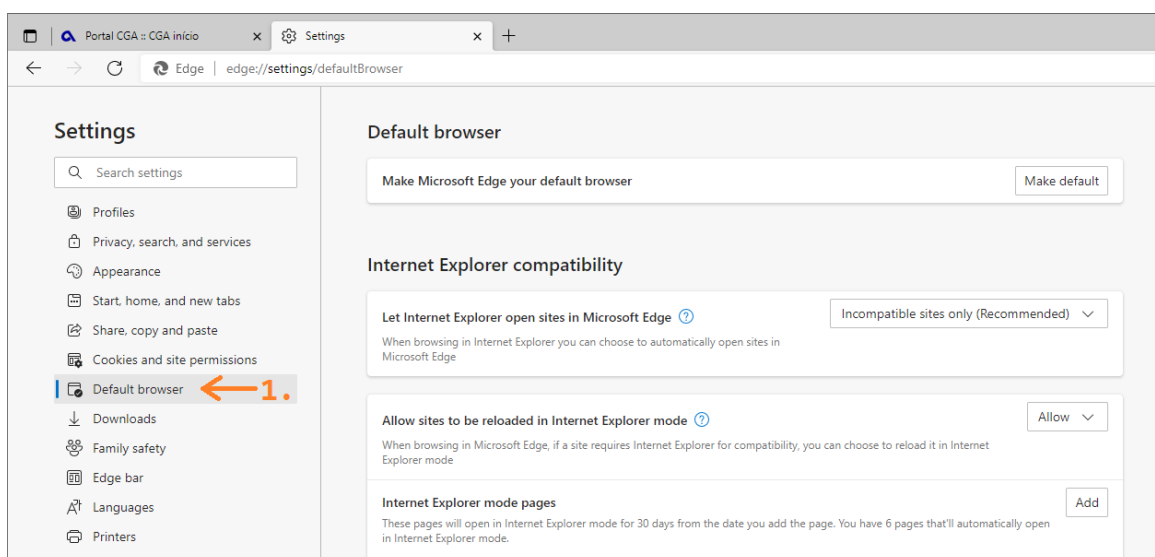 Portal CGA :: CGA início
Settings
Edge | edge://settings/defaultBrowser
Settings
Search settings
Profiles
Privacy, search, and services
Appearance
Start, home, and new tabs
Share, copy and paste
Cookies and site permissions
Default browser
1.
Downloads
Family safety
Edge bar
Languages
Printers
Default browser
Make Microsoft Edge your default browser
Make default
Internet Explorer compatibility
Let Internet Explorer open sites in Microsoft Edge
Incompatible sites only (Recommended)
When browsing in Internet Explorer you can choose to automatically open sites in
Microsoft Edge
Allow sites to be reloaded in Internet Explorer mode
Allow
When browsing in Microsoft Edge, if a site requires Internet Explorer for compatibility, you can choose to reload it in Internet
Explorer mode
Internet Explorer mode pages
Add
These pages will open in Internet Explorer mode for 30 days from the date you add the page. You have 6 pages that'll automatically open
in Internet Explorer mode.